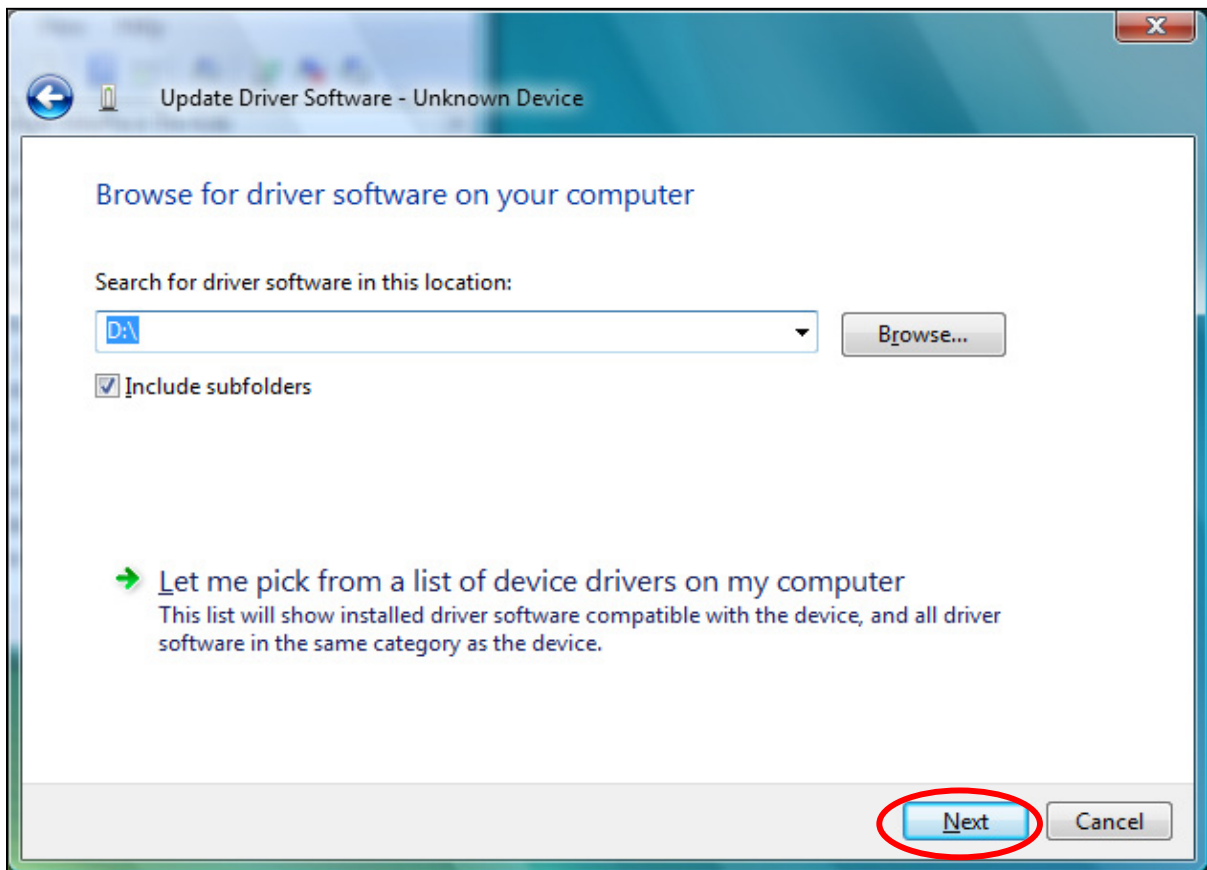 Help
Update Driver Software - Unknown Device
Browse for driver software on your computer
Search for driver software in this location:
D:\
Browse...
Include subfolders
Let me pick from a list of device drivers on my computer
This list will show installed driver software compatible with the device, and all driver
software in the same category as the device.
Next
Cancel